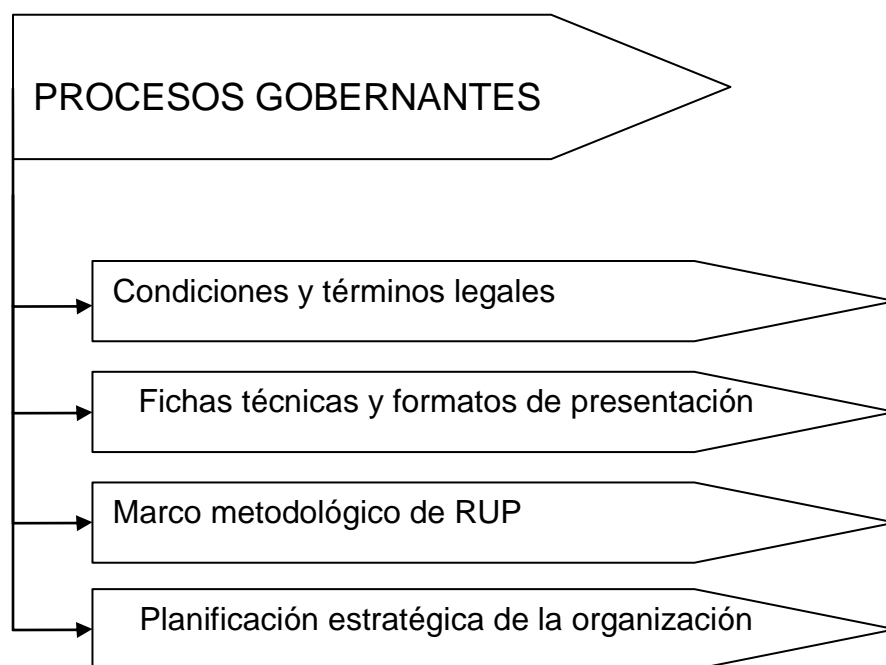 PROCESOS GOBERNANTES
Condiciones y términos legales
Fichas técnicas y formatos de presentación
Marco metodológico de RUP
Planificación estratégica de la organización